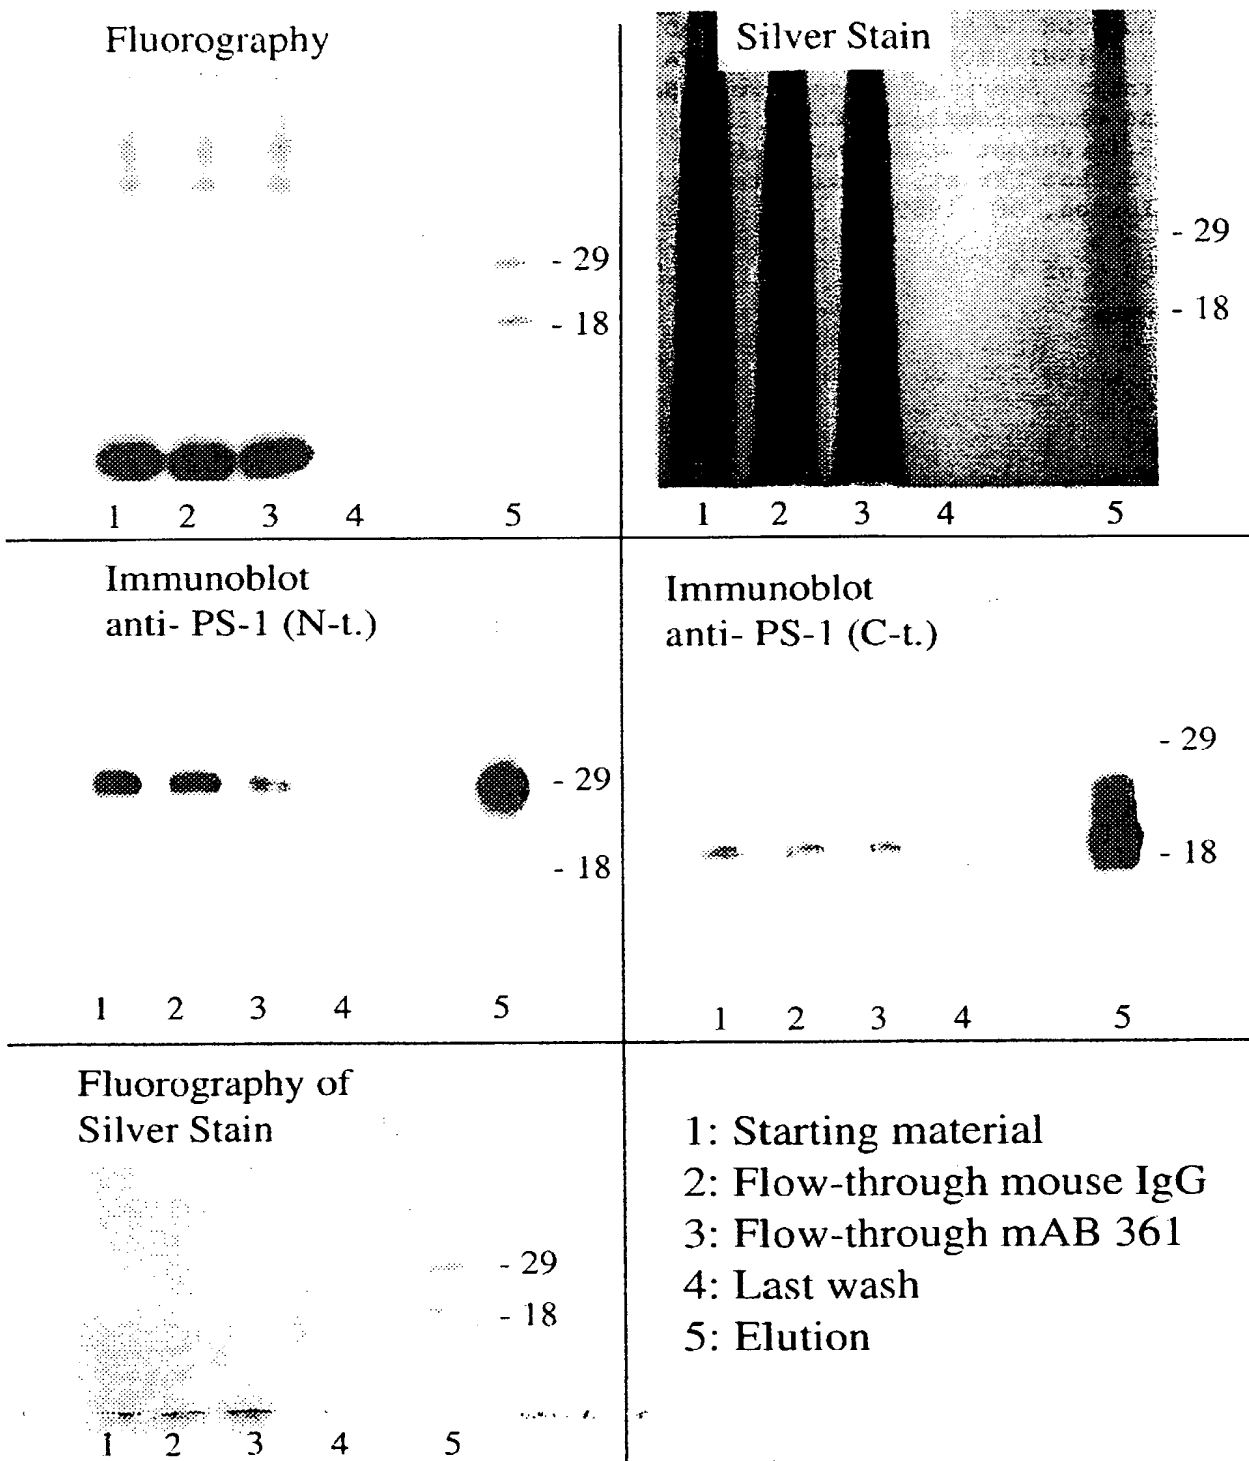 Fluorography
- 29
- 18
1 2 3 4 5
Silver Stain
- 29
- 18
1 2 3 4 5
Immunoblot
anti- PS-1 (N-t.)
- 29
- 18
1 2 3 4 5
Immunoblot
anti- PS-1 (C-t.)
- 29
- 18
1 2 3 4 5
Fluorography of
Silver Stain
- 29
- 18
1 2 3 4 5
1: Starting material
2: Flow-through mouse IgG
3: Flow-through mAB 361
4: Last wash
5: Elution